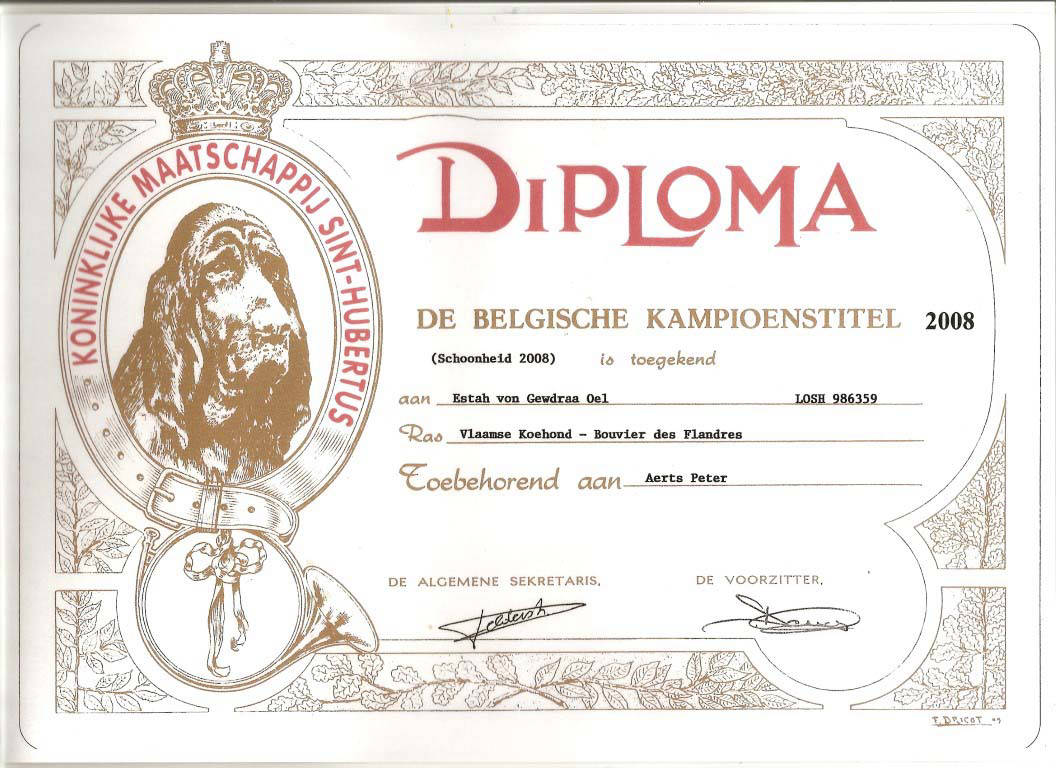 KONINKLIJKE MAATSCHAPPIJ SINT-HUBERTUS
DIPLOMA
DE BELGISCHE KAMPIOENSTITEL 2008
(Schoonheid 2008) is toegekend
aan Estah von Gewdraa Oel LOSH 986359
Ras Vlaamse Koehond - Bouvier des Flandres
Toebehorend aan Aerts Peter
DE ALGEMENE SEKRETARIS, DE VOORZITTER,
F. DRICOT